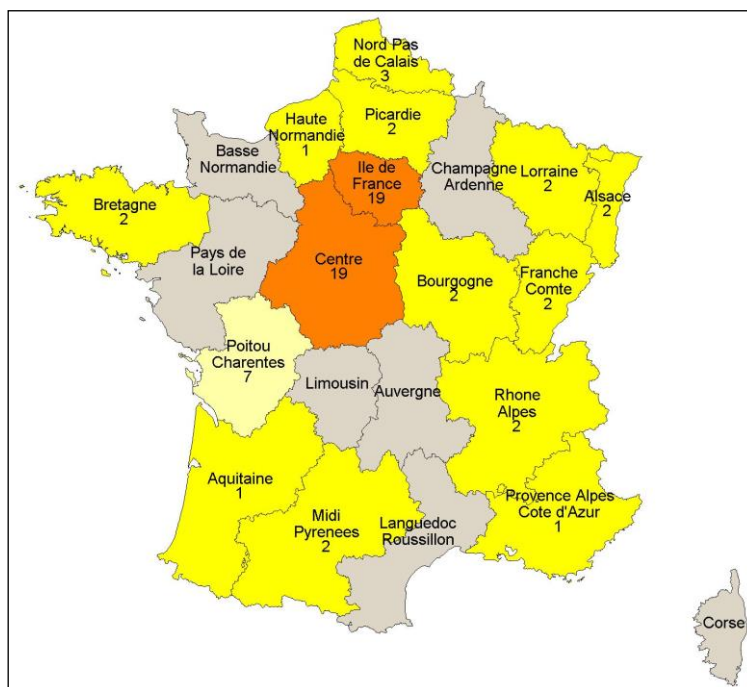 Nord Pas
de Calais
3
Picardie
2
Haute
Normandie
1
Basse
Normandie
Ile de
France
19
Champagne
Ardenne
Lorraine
2
Alsace
2
Bretagne
2
Pays de
la Loire
Centre
19
Bourgogne
2
Franche
Comte
2
Poitou
Charentes
7
Limousin
Auvergne
Rhone
Alpes
2
Aquitaine
1
Midi
Pyrenees
2
Languedoc
Roussillon
Provence Alpes
Cote d'Azur
1
Corse